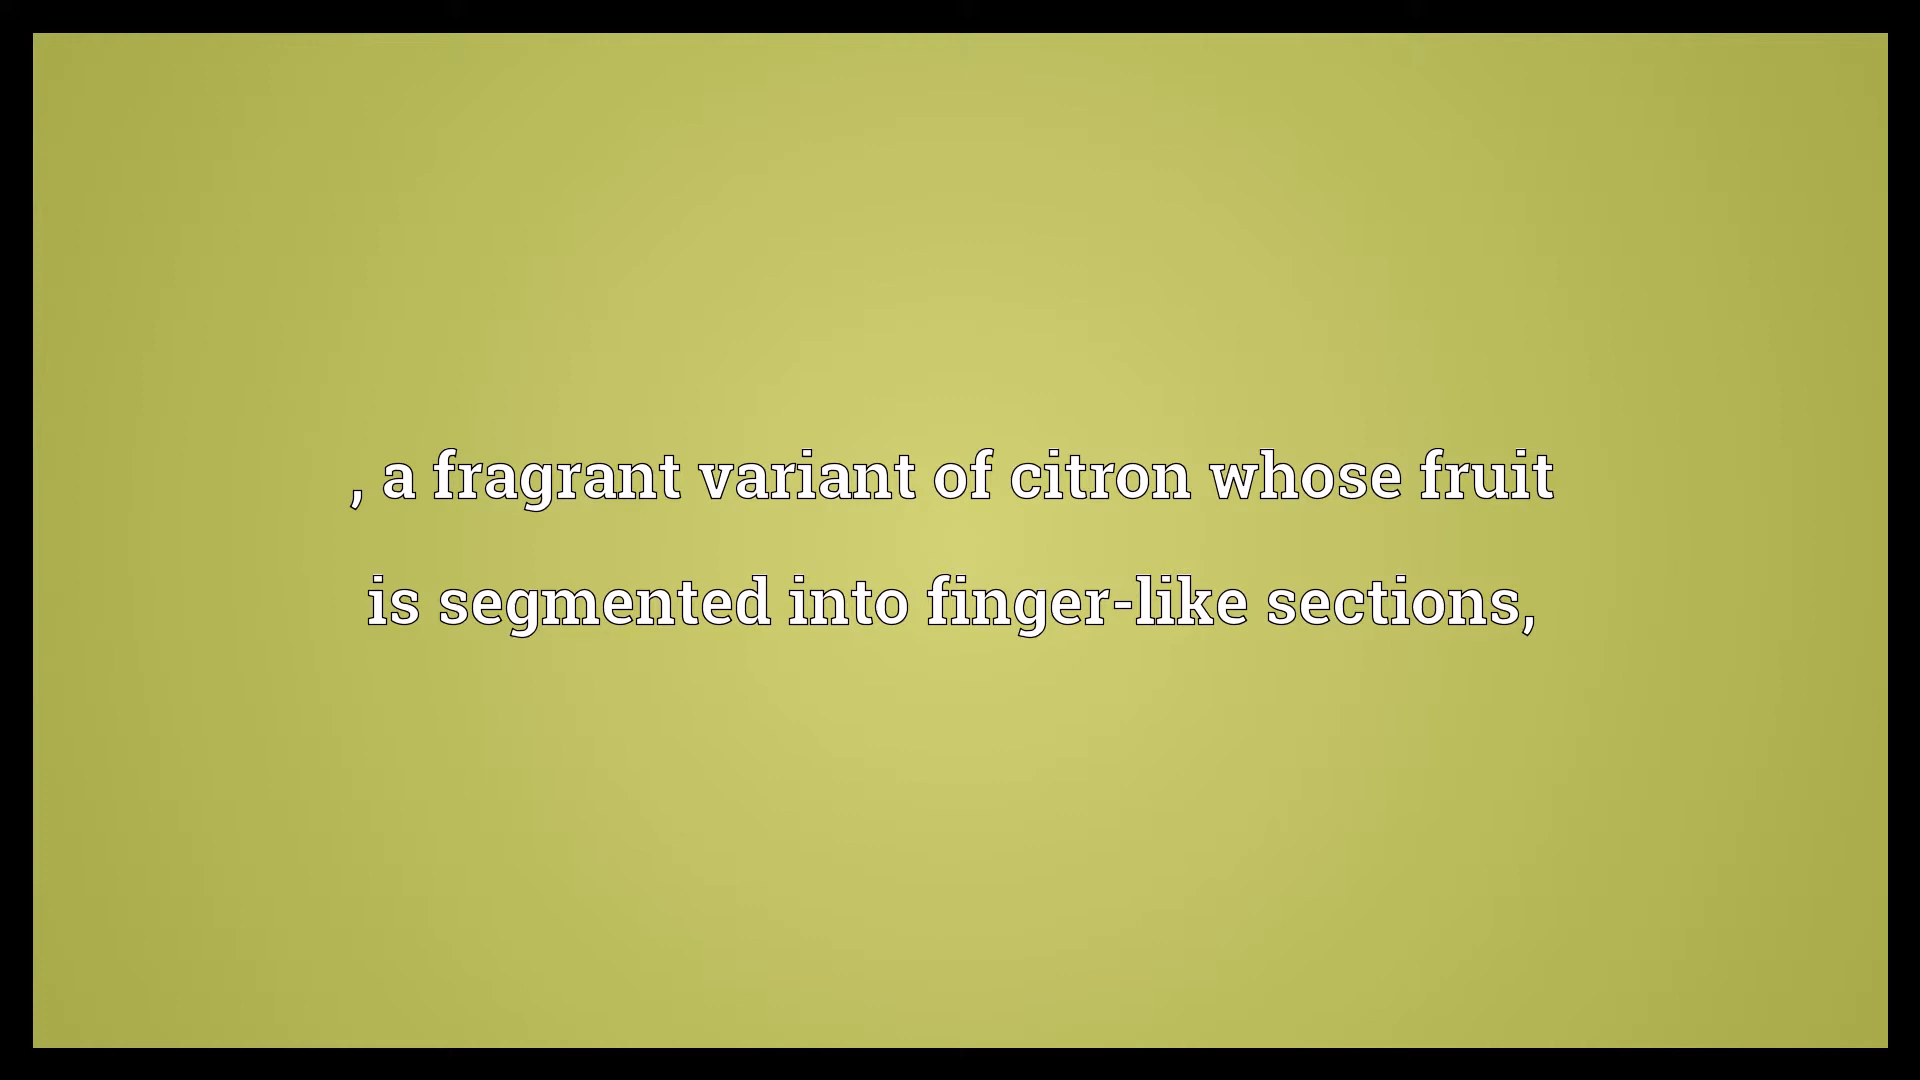 , a fragrant variant of citron whose fruit
is segmented into finger-like sections,